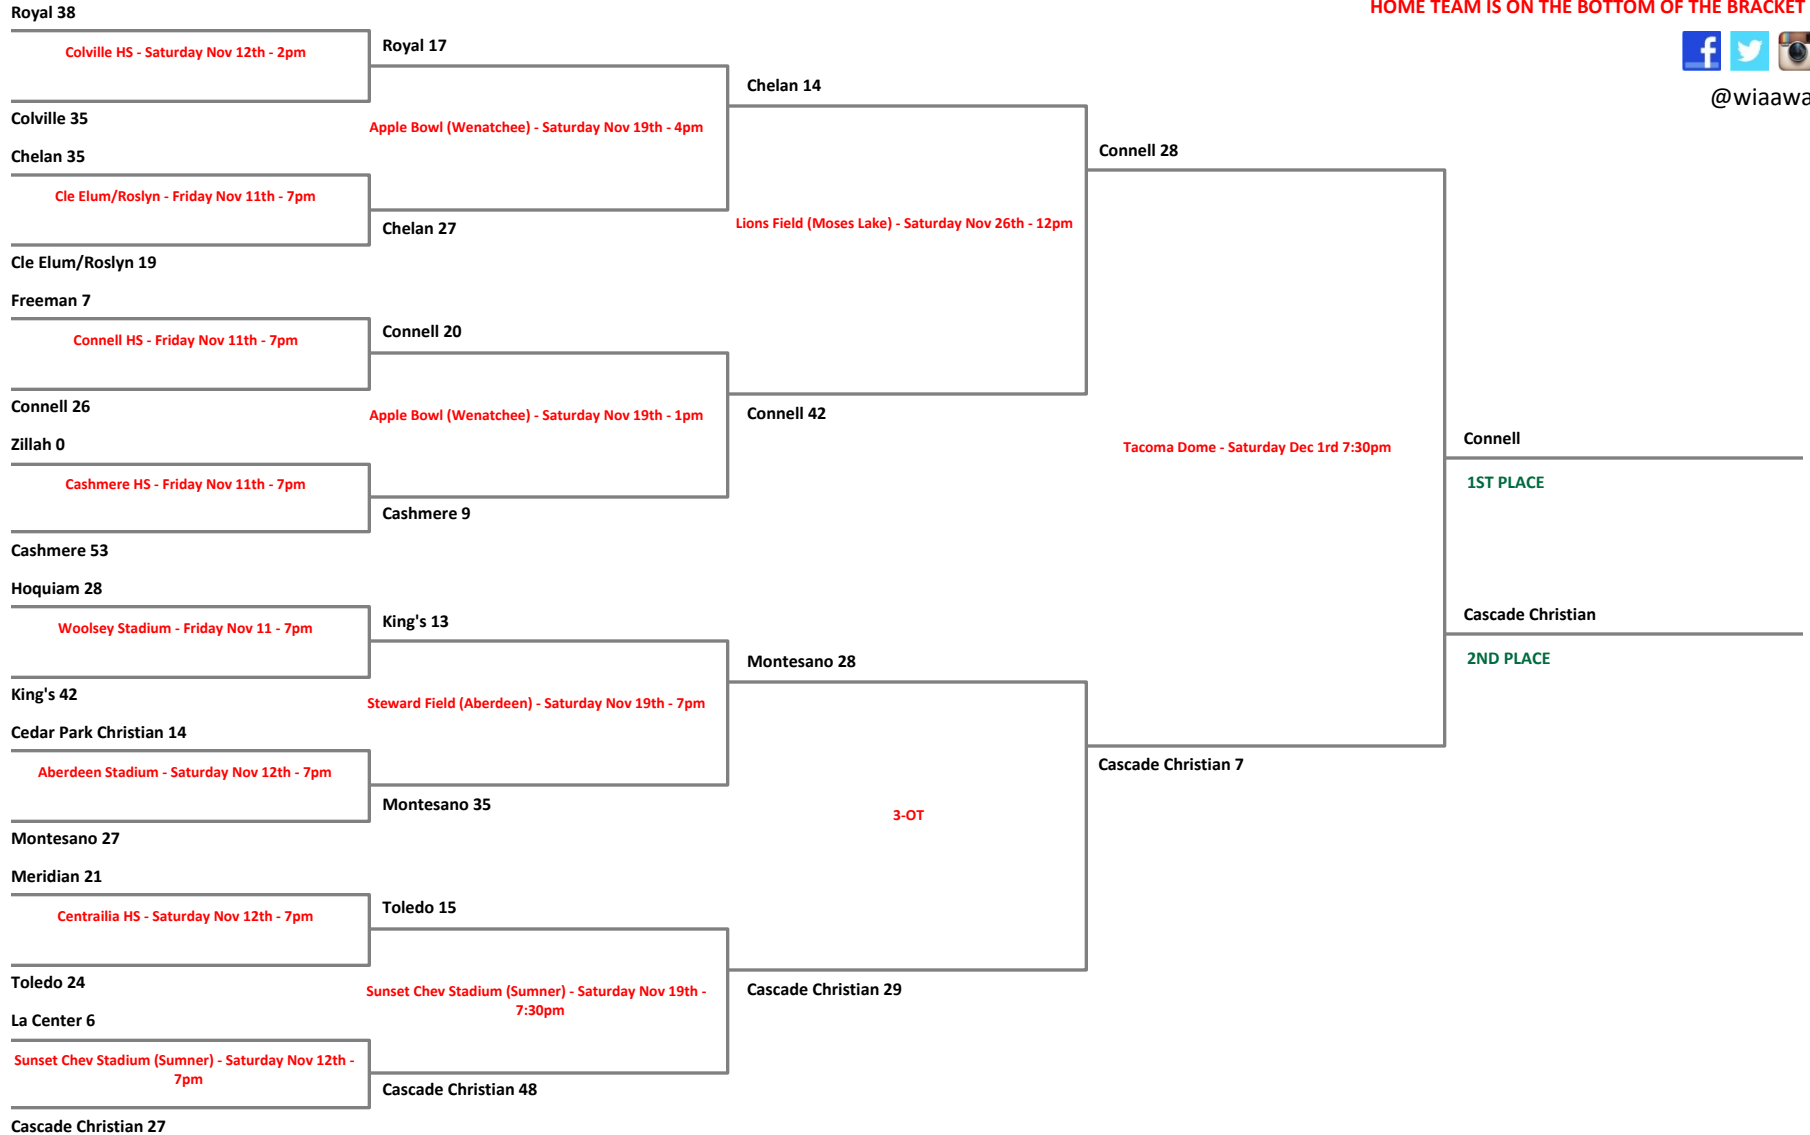 Royal 38
HOME TEAM IS ON THE BOTTOM OF THE BRACKET
Colville HS - Saturday Nov 12th - 2pm
Royal 17
Chelan 14
@wiaawa
Colville 35
Apple Bowl (Wenatchee) - Saturday Nov 19th - 4pm
Chelan 35
Connell 28
Cle Elum/Roslyn - Friday Nov 11th - 7pm
Chelan 27
Lions Field (Moses Lake) - Saturday Nov 26th - 12pm
Cle Elum/Roslyn 19
Freeman 7
Connell HS - Friday Nov 11th - 7pm
Connell 20
Connell 26
Apple Bowl (Wenatchee) - Saturday Nov 19th - 1pm
Connell 42
Zillah 0
Tacoma Dome - Saturday Dec 1rd 7:30pm
Connell
Cashmere HS - Friday Nov 11th - 7pm
1ST PLACE
Cashmere 9
Cashmere 53
Hoquiam 28
Woolsey Stadium - Friday Nov 11 - 7pm
King's 13
Cascade Christian
Montesano 28
2ND PLACE
King's 42
Steward Field (Aberdeen) - Saturday Nov 19th - 7pm
Cedar Park Christian 14
Aberdeen Stadium - Saturday Nov 12th - 7pm
Cascade Christian 7
Montesano 35
3-OT
Montesano 27
Meridian 21
Centrailia HS - Saturday Nov 12th - 7pm
Toledo 15
Toledo 24
Sunset Chev Stadium (Sumner) - Saturday Nov 19th -
7:30pm
Cascade Christian 29
La Center 6
Sunset Chev Stadium (Sumner) - Saturday Nov 12th -
7pm
Cascade Christian 48
Cascade Christian 27